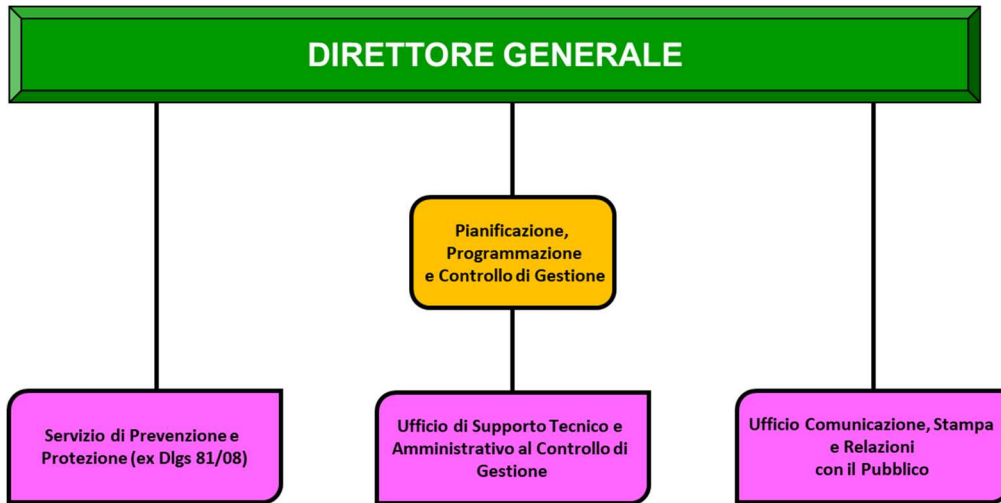 DIRETTORE GENERALE
Pianificazione,
Programmazione
e Controllo di Gestione
Servizio di Prevenzione e
Protezione (ex Dlgs 81/08)
Ufficio di Supporto Tecnico e
Amministrativo al Controllo di
Gestione
Ufficio Comunicazione, Stampa
e Relazioni
con il Pubblico